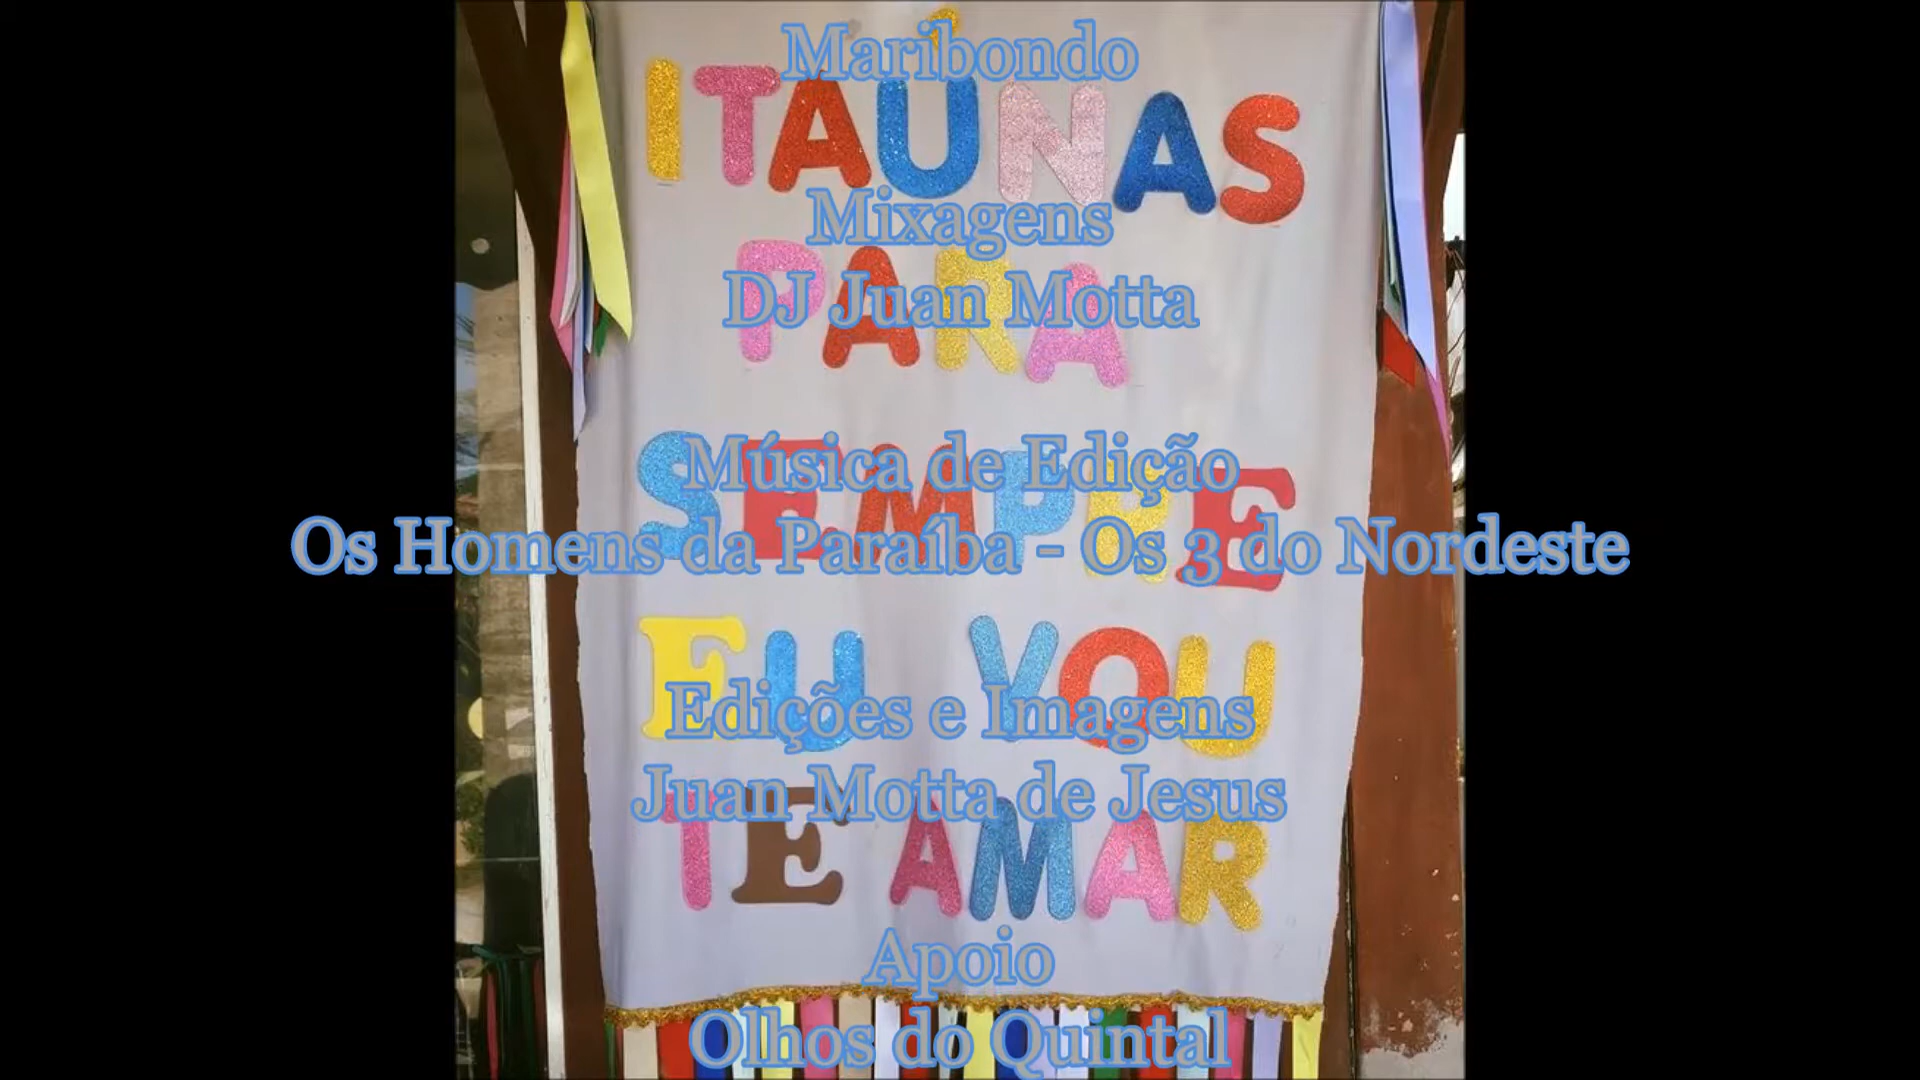 Maribondo
ITAÚNAS
Mixagens
PARA
DJ Juan Motta
Música de Edição
SEMPRE
Os Homens da Paraíba - Os 3 do Nordeste
EU VOU
Edições e Imagens
Juan Motta de Jesus
TE AMAR
Apoio
Olhos do Quintal